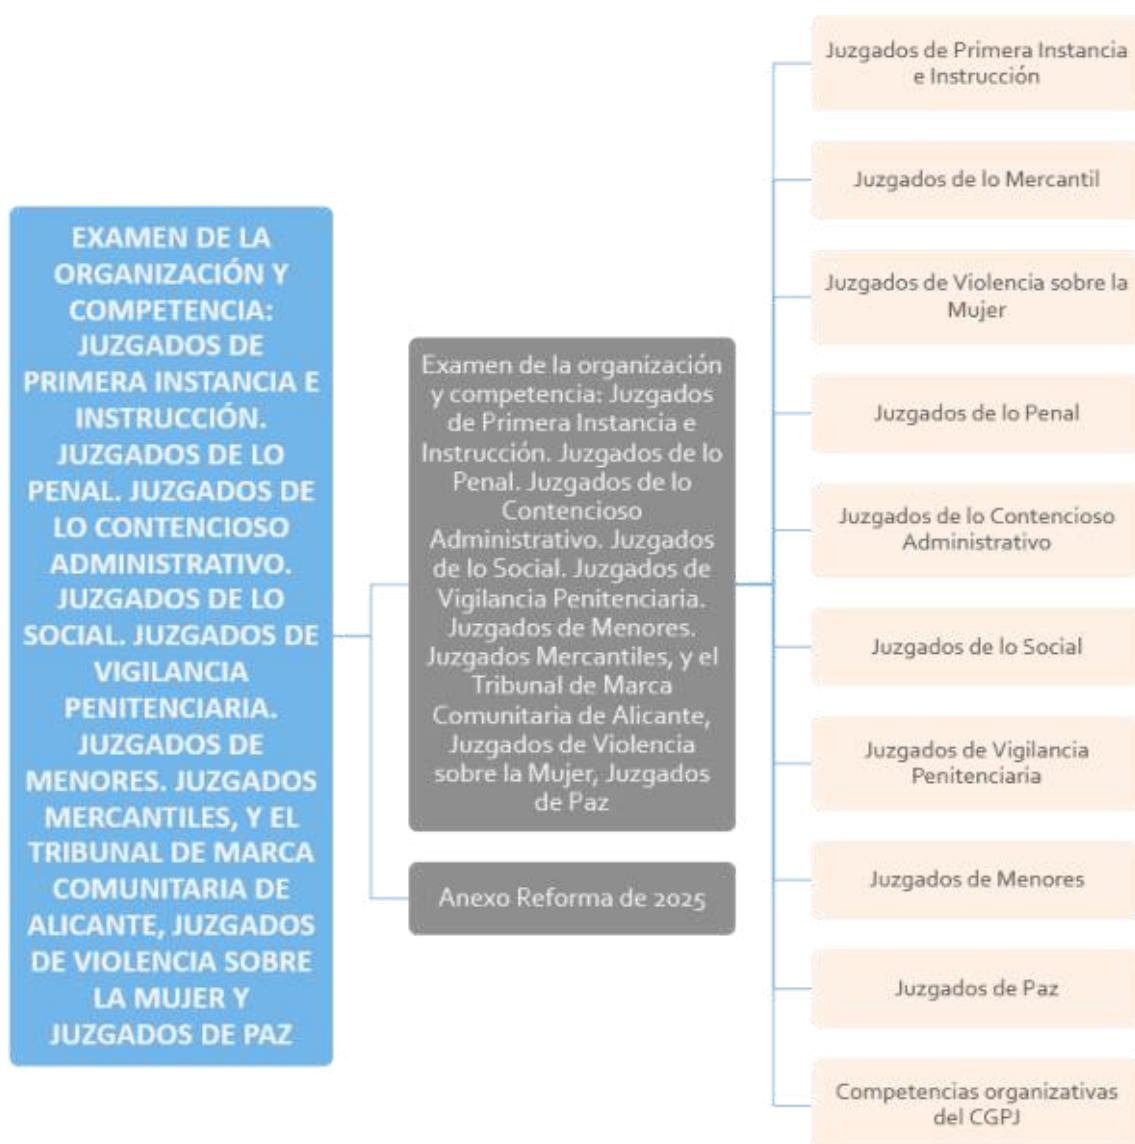 EXAMEN DE LA
ORGANIZACIÓN Y
COMPETENCIA:
JUZGADOS DE
PRIMERA INSTANCIA E
INSTRUCCIÓN.
JUZGADOS DE LO
PENAL. JUZGADOS DE
LO CONTENCIOSO
ADMINISTRATIVO.
JUZGADOS DE LO
SOCIAL. JUZGADOS DE
VIGILANCIA
PENITENCIARIA.
JUZGADOS DE
MENORES. JUZGADOS
MERCANTILES, Y EL
TRIBUNAL DE MARCA
COMUNITARIA DE
ALICANTE, JUZGADOS
DE VIOLENCIA SOBRE
LA MUJER Y
JUZGADOS DE PAZ
Examen de la organización
y competencia: Juzgados
de Primera Instancia e
Instrucción. Juzgados de lo
Penal. Juzgados de lo
Contencioso
Administrativo. Juzgados
de lo Social. Juzgados de
Vigilancia Penitenciaria.
Juzgados de Menores.
Juzgados Mercantiles, y el
Tribunal de Marca
Comunitaria de Alicante,
Juzgados de Violencia
sobre la Mujer, Juzgados
de Paz
Anexo Reforma de 2025
Juzgados de Primera Instancia
e Instrucción
Juzgados de lo Mercantil
Juzgados de Violencia sobre la
Mujer
Juzgados de lo Penal
Juzgados de lo Contencioso
Administrativo
Juzgados de lo Social
Juzgados de Vigilancia
Penitenciaria
Juzgados de Menores
Juzgados de Paz
Competencias organizativas
del CGPJ